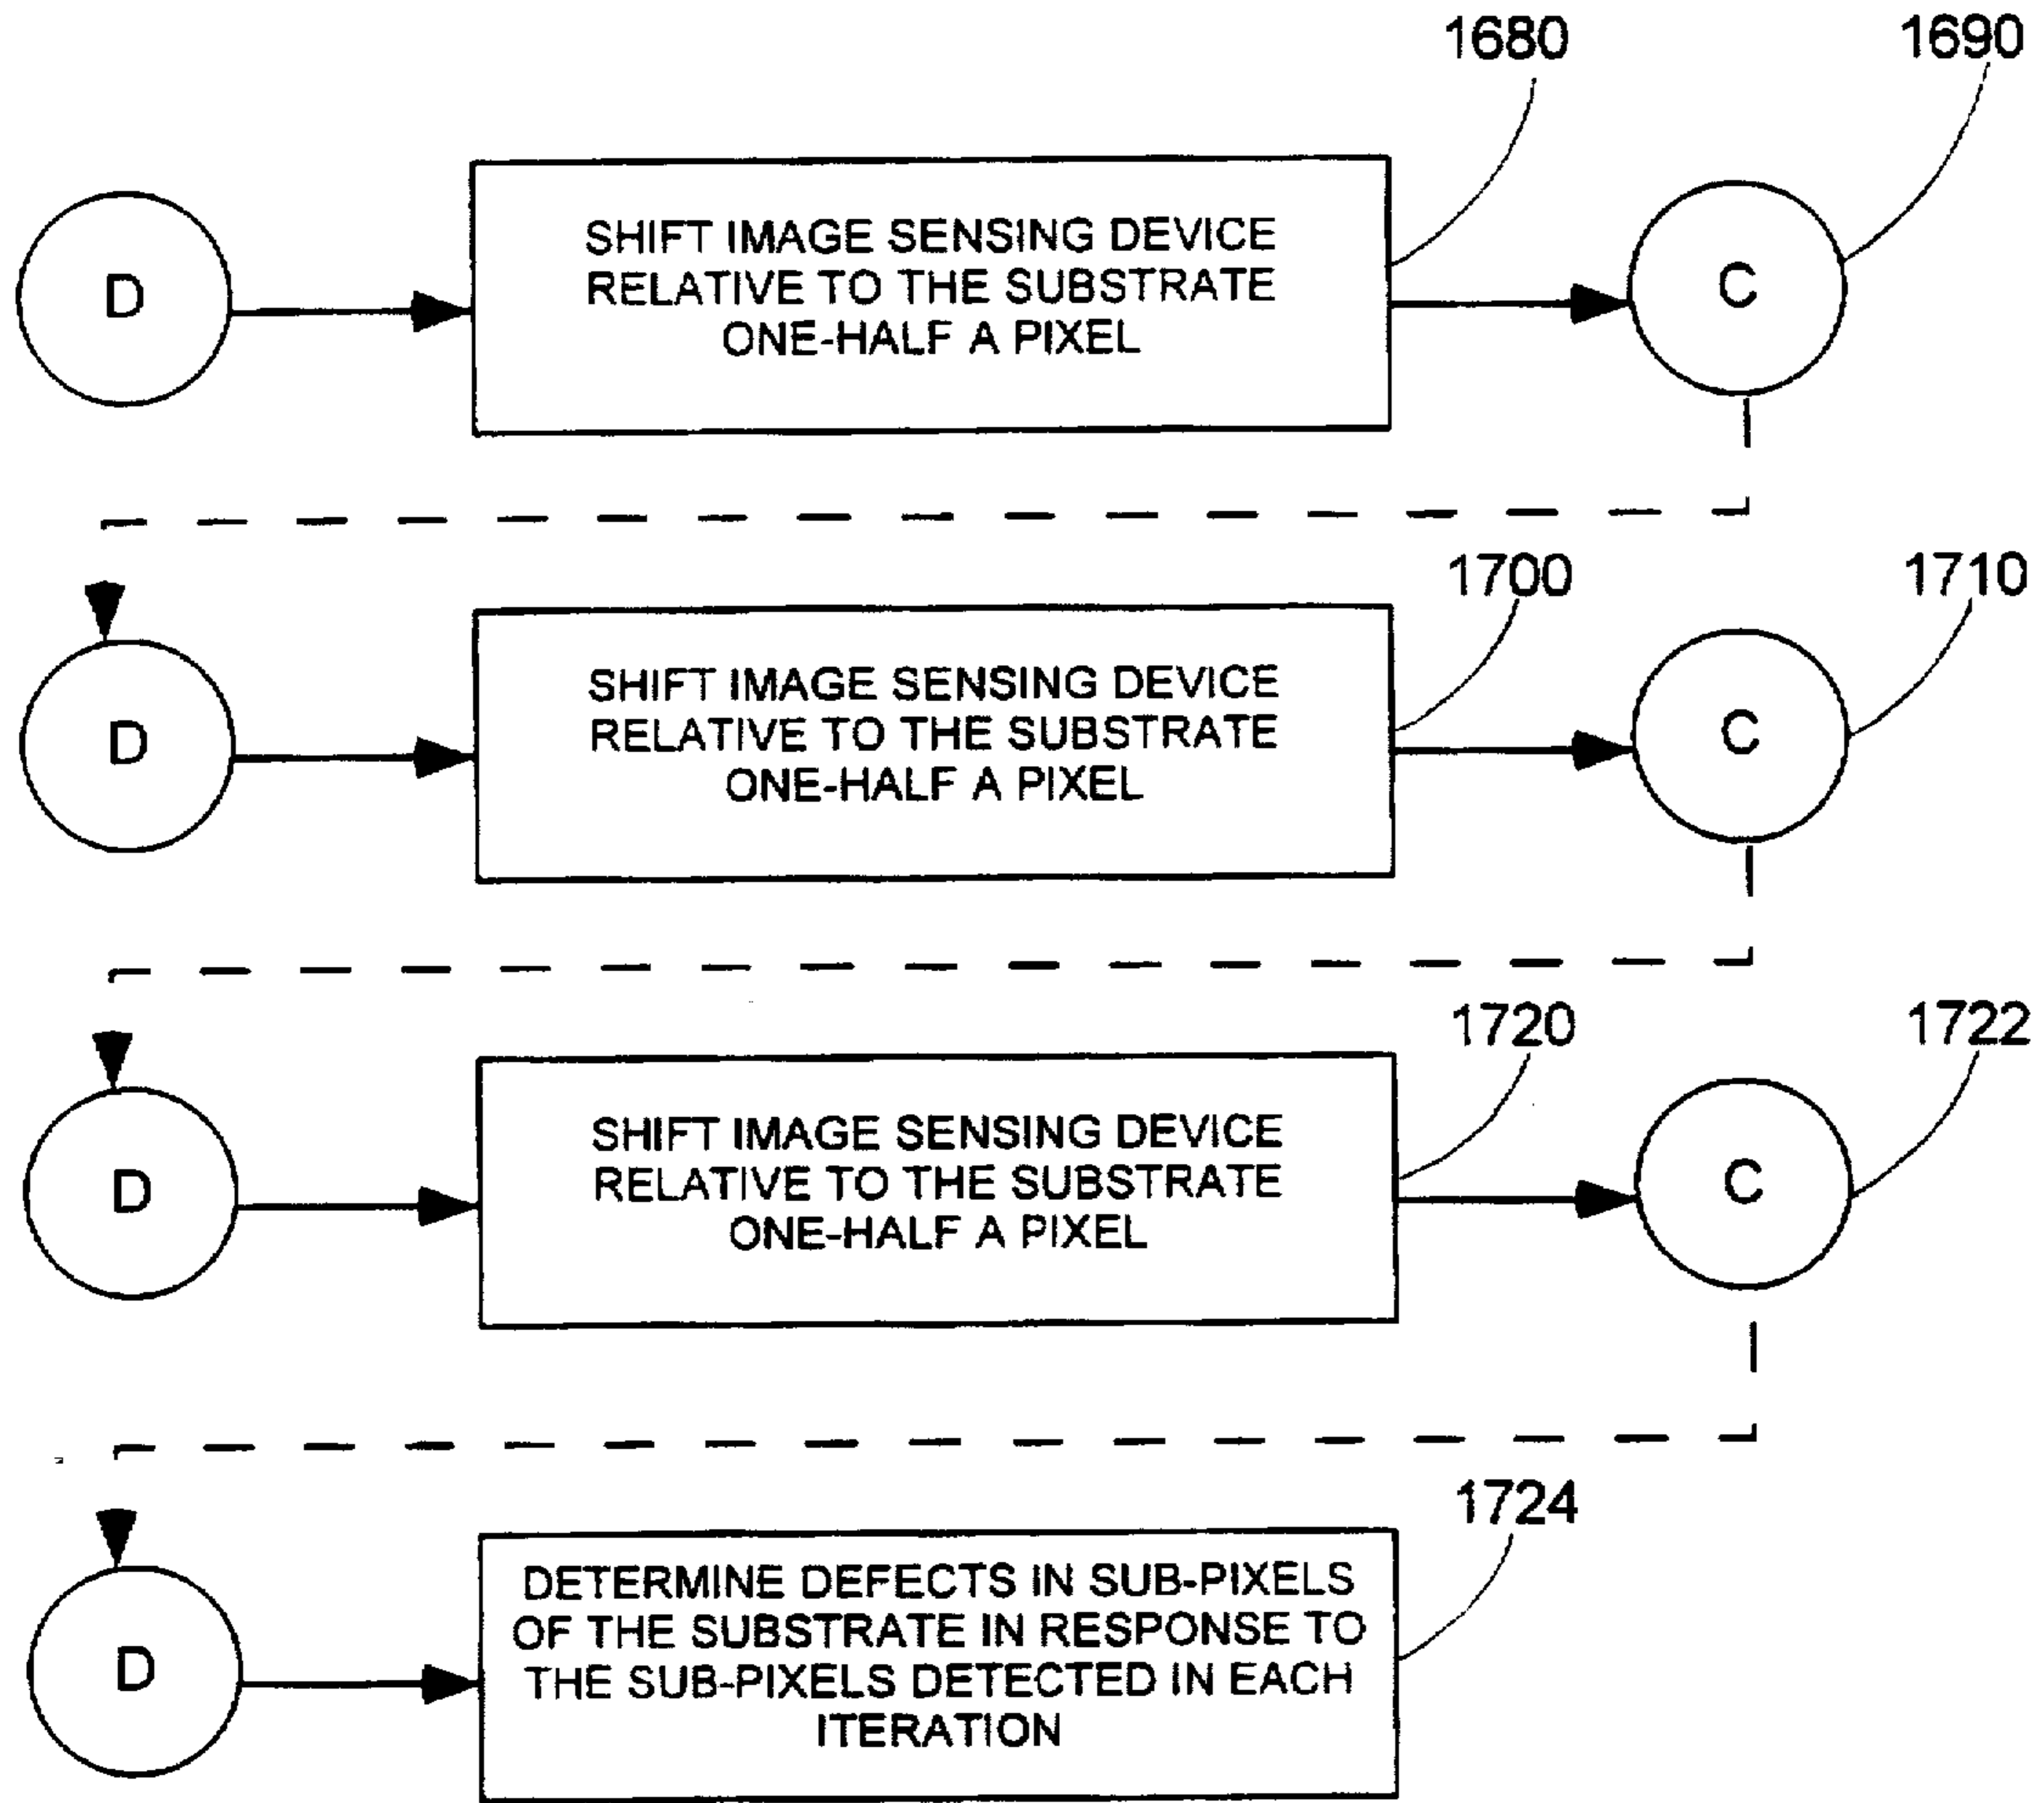 1680
1690
D
SHIFT IMAGE SENSING DEVICE
RELATIVE TO THE SUBSTRATE
ONE-HALF A PIXEL
C
1700
1710
D
SHIFT IMAGE SENSING DEVICE
RELATIVE TO THE SUBSTRATE
ONE-HALF A PIXEL
C
1720
1722
D
SHIFT IMAGE SENSING DEVICE
RELATIVE TO THE SUBSTRATE
ONE-HALF A PIXEL
C
1724
D
DETERMINE DEFECTS IN SUB-PIXELS
OF THE SUBSTRATE IN RESPONSE TO
THE SUB-PIXELS DETECTED IN EACH
ITERATION